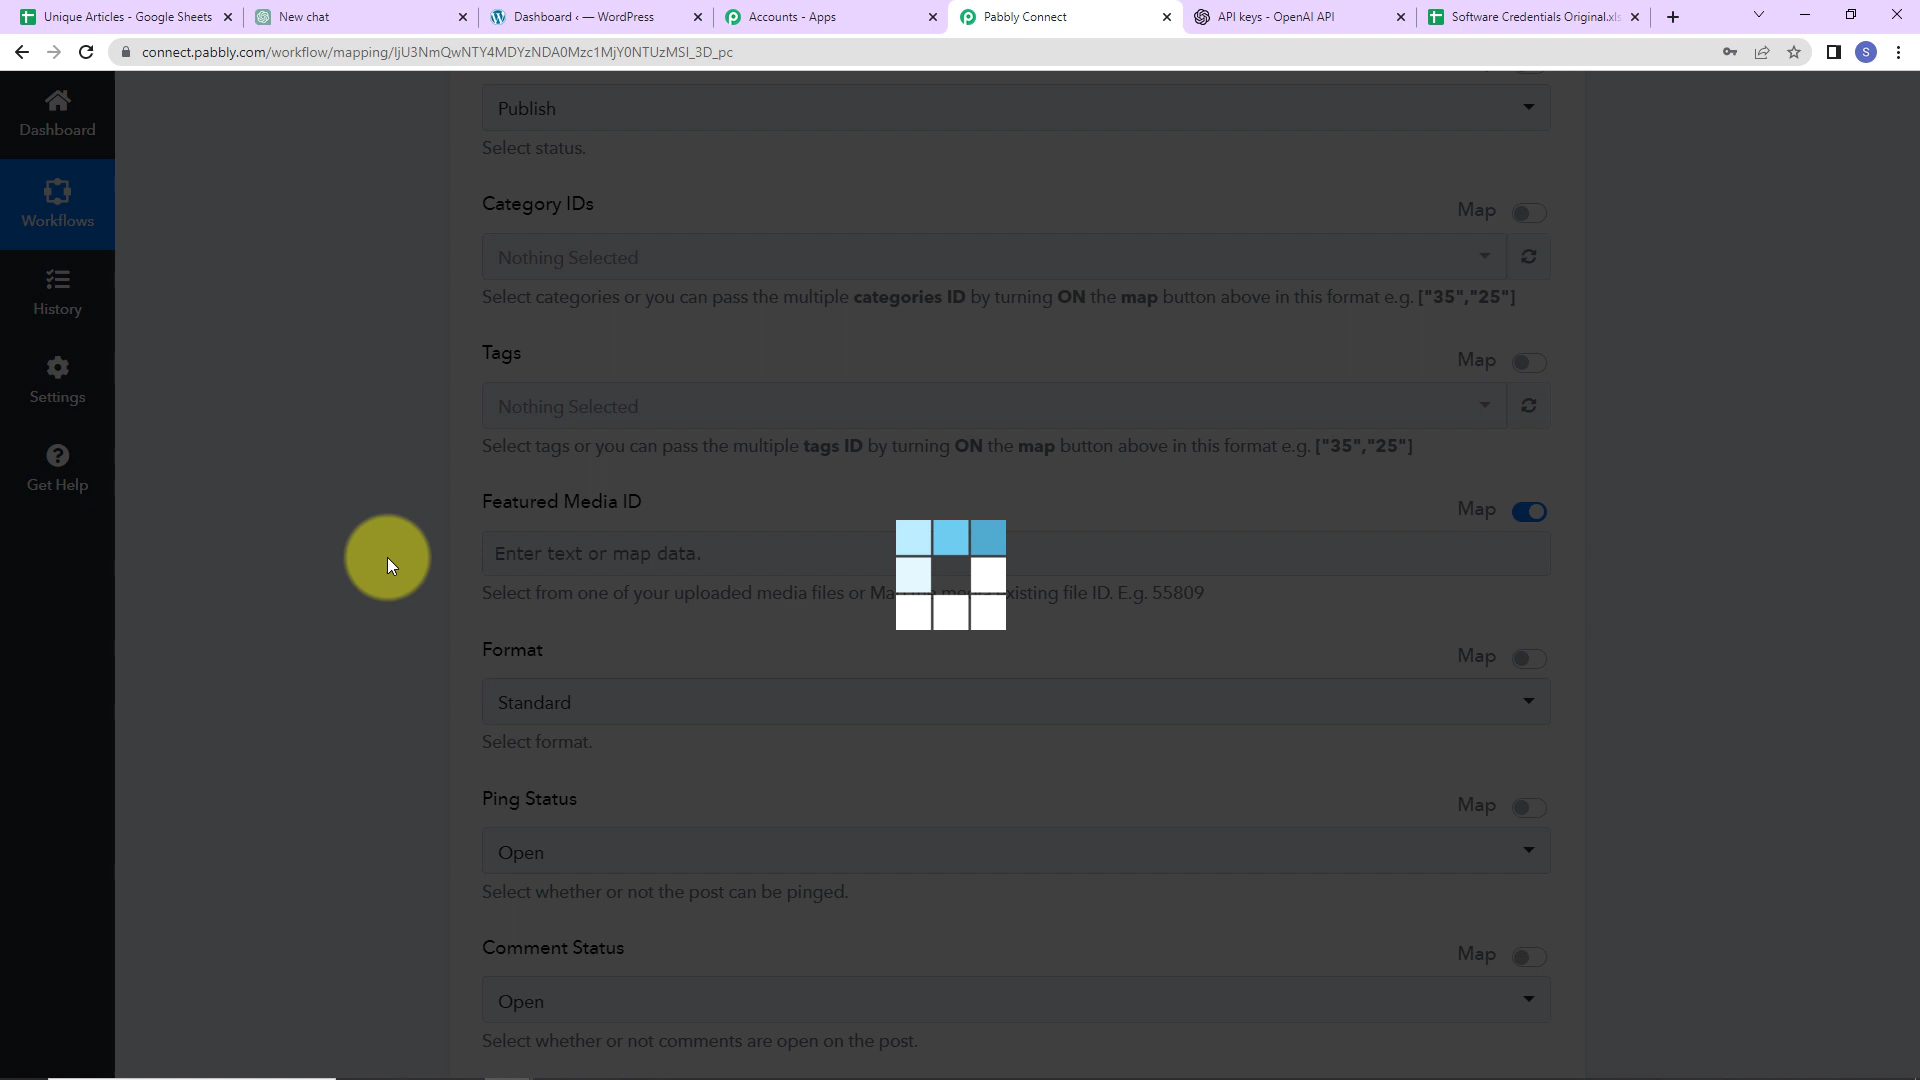 Unique Articles - Google Sheets
New chat
Dashboard ‹ — WordPress
Accounts - Apps
Pabbly Connect
API keys - OpenAI API
Software Credentials Original.xls
connect.pabbly.com/workflow/mapping/IjU3NmQwNTY4MDYzNDA0Mzc1MjY0NTUzMSI_3D_pc
S
Dashboard
Workflows
History
Settings
Get Help
Publish
Select status.
Category IDs
Map
Nothing Selected
Select categories or you can pass the multiple categories ID by turning ON the map button above in this format e.g. ["35","25"]
Tags
Map
Nothing Selected
Select tags or you can pass the multiple tags ID by turning ON the map button above in this format e.g. ["35","25"]
Featured Media ID
Map
Enter text or map data.
Select from one of your uploaded media files or existing file ID. E.g. 55809
Format
Map
Standard
Select format.
Ping Status
Map
Open
Select whether or not the post can be pinged.
Comment Status
Map
Open
Select whether or not comments are open on the post.